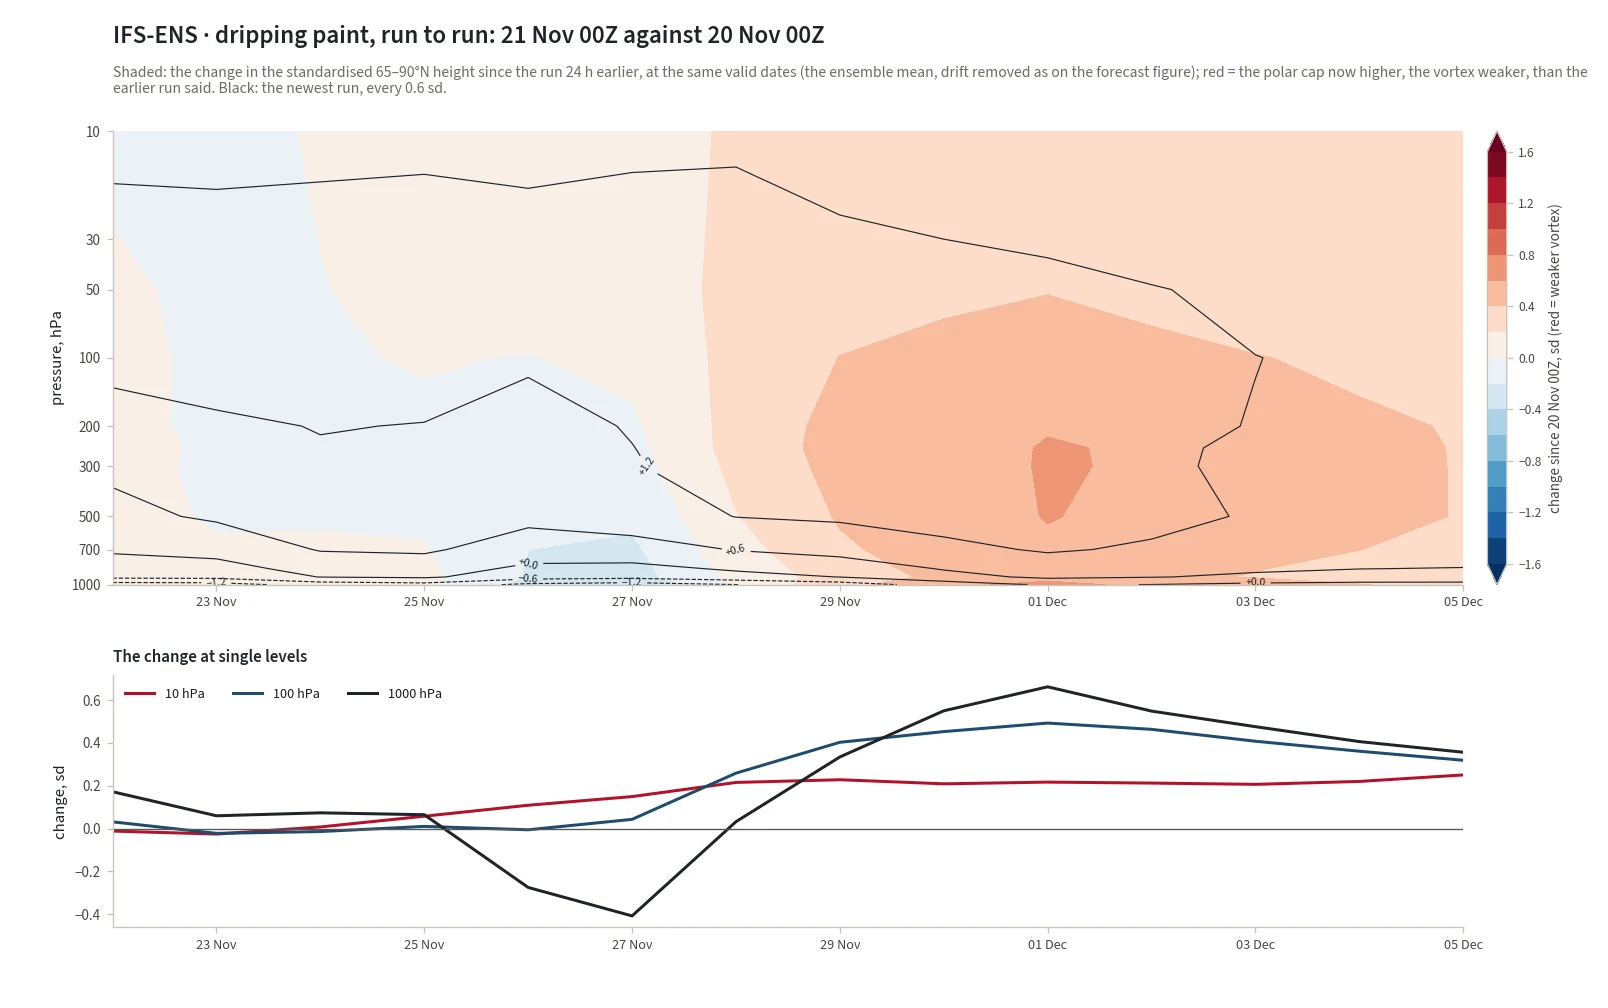 IFS-ENS · dripping paint, run to run: 21 Nov 00Z against 20 Nov 00Z
Shaded: the change in the standardised 65–90°N height since the run 24 h earlier, at the same valid dates (the ensemble mean, drift removed as on the forecast figure); red = the polar cap now higher, the vortex weaker, than the
earlier run said. Black: the newest run, every 0.6 sd.
10
30
50
100
200
300
500
700
1000
pressure, hPa
+1.2
+0.6
+0.0
−0.6
−1.2
−1.2
+0.0
23 Nov
25 Nov
27 Nov
29 Nov
01 Dec
03 Dec
05 Dec
1.6
1.2
0.8
0.4
0.0
−0.4
−0.8
−1.2
−1.6
change since 20 Nov 00Z, sd (red = weaker vortex)
The change at single levels
10 hPa
100 hPa
1000 hPa
0.6
0.4
0.2
0.0
−0.2
−0.4
change, sd
23 Nov
25 Nov
27 Nov
29 Nov
01 Dec
03 Dec
05 Dec